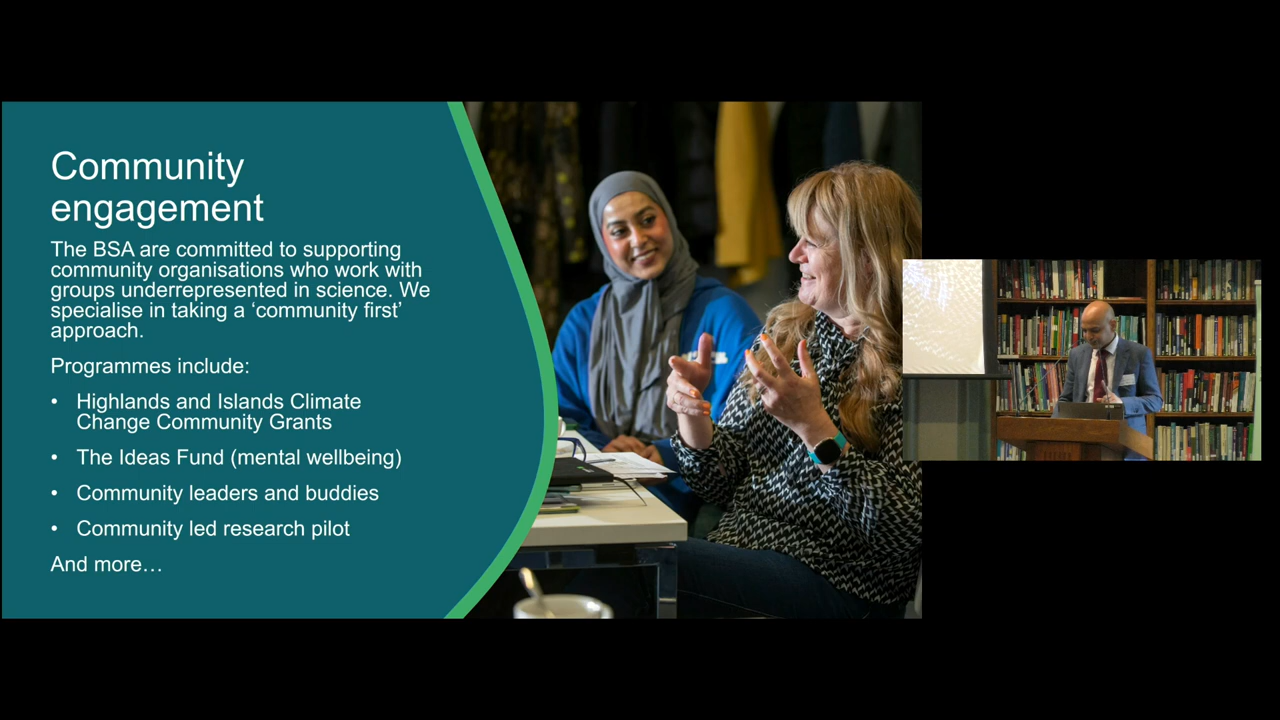 Community
engagement
The BSA are committed to supporting
community organisations who work with
groups underrepresented in science. We
specialise in taking a ‘community first’
approach.
Programmes include:
• Highlands and Islands Climate
Change Community Grants
• The Ideas Fund (mental wellbeing)
• Community leaders and buddies
• Community led research pilot
And more…